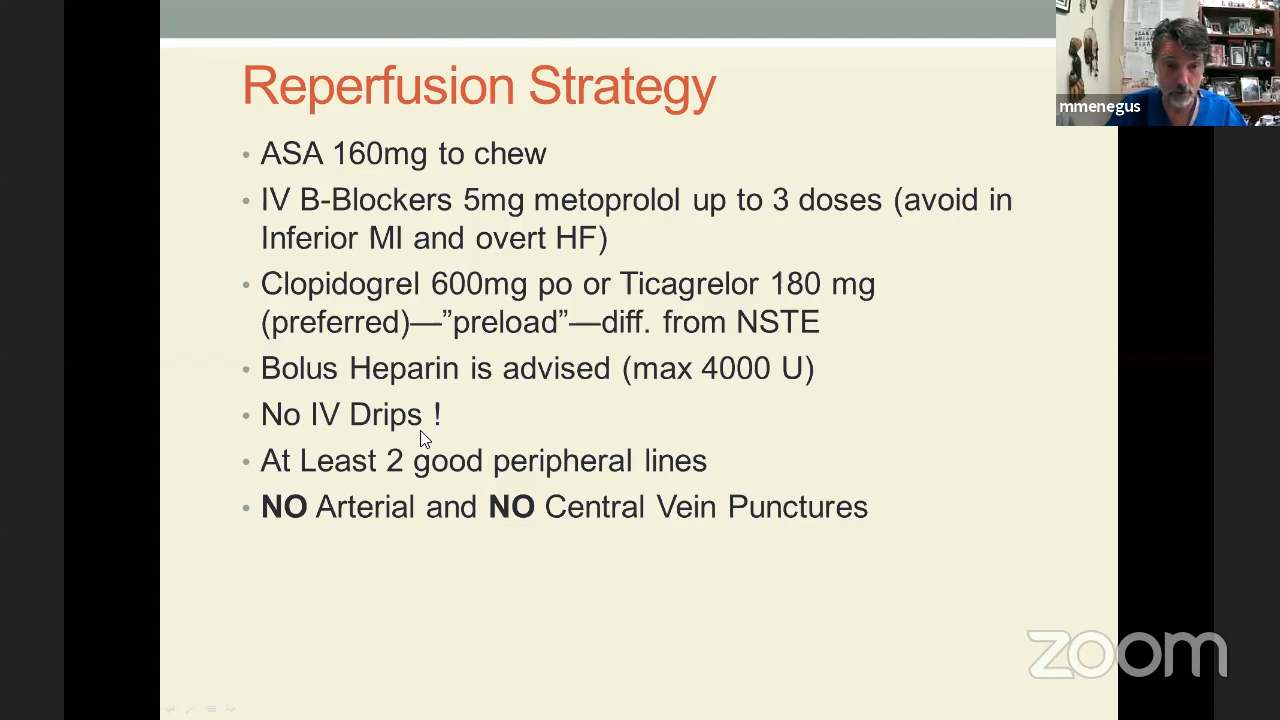 Reperfusion Strategy
mmenegus
• ASA 160mg to chew
• IV B-Blockers 5mg metoprolol up to 3 doses (avoid in
Inferior MI and overt HF)
• Clopidogrel 600mg po or Ticagrelor 180 mg
(preferred)—”preload”—diff. from NSTE
• Bolus Heparin is advised (max 4000 U)
• No IV Drips !
• At Least 2 good peripheral lines
• NO Arterial and NO Central Vein Punctures
zoom